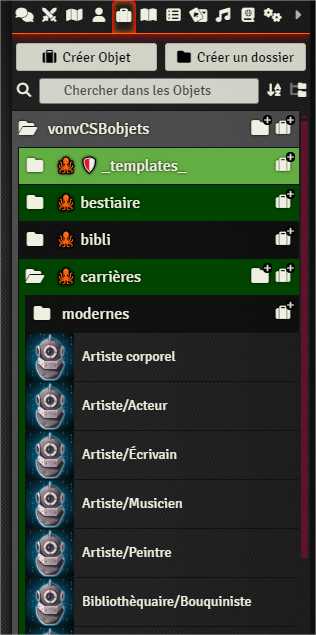 Créer Objet
Créer un dossier
Chercher dans les Objets
vonvCSBobjets
_templates_
bestiaire
bibli
carrières
modernes
Artiste corporel
Artiste/Acteur
Artiste/Écrivain
Artiste/Musicien
Artiste/Peintre
Bibliothèquaire/Bouquiniste